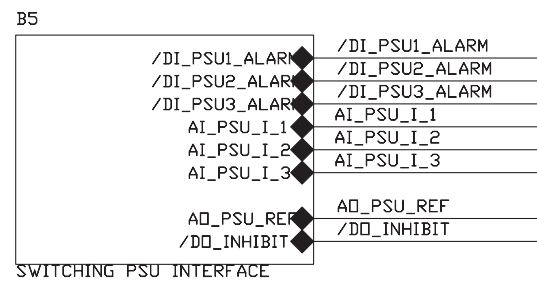 B5
/DI_PSU1_ALARM /DI_PSU1_ALARM
/DI_PSU2_ALARM /DI_PSU2_ALARM
/DI_PSU3_ALARM /DI_PSU3_ALARM
AI_PSU_I_1 AI_PSU_I_1
AI_PSU_I_2 AI_PSU_I_2
AI_PSU_I_3 AI_PSU_I_3
AO_PSU_REF AO_PSU_REF
/DO_INHIBIT /DO_INHIBIT
SWITCHING PSU INTERFACE